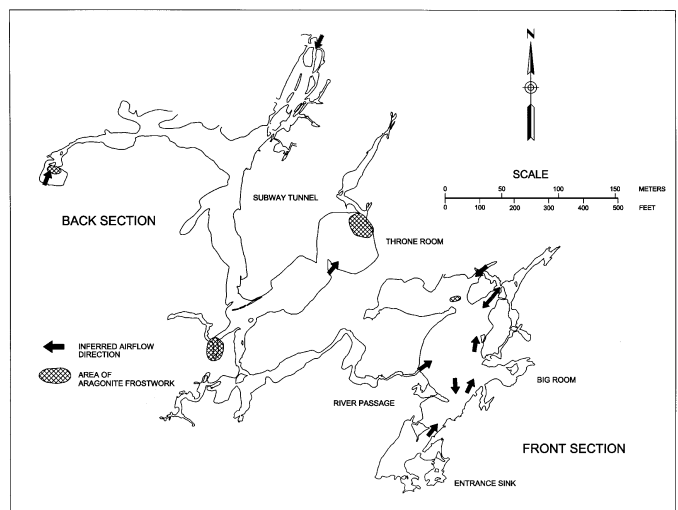 N
SCALE
0 50 100 150 METERS
0 100 200 300 400 500 FEET
SUBWAY TUNNEL
BACK SECTION
THRONE ROOM
INFERRED AIRFLOW
DIRECTION
AREA OF
ARAGONITE FROSTWORK
BIG ROOM
RIVER PASSAGE
FRONT SECTION
ENTRANCE SINK